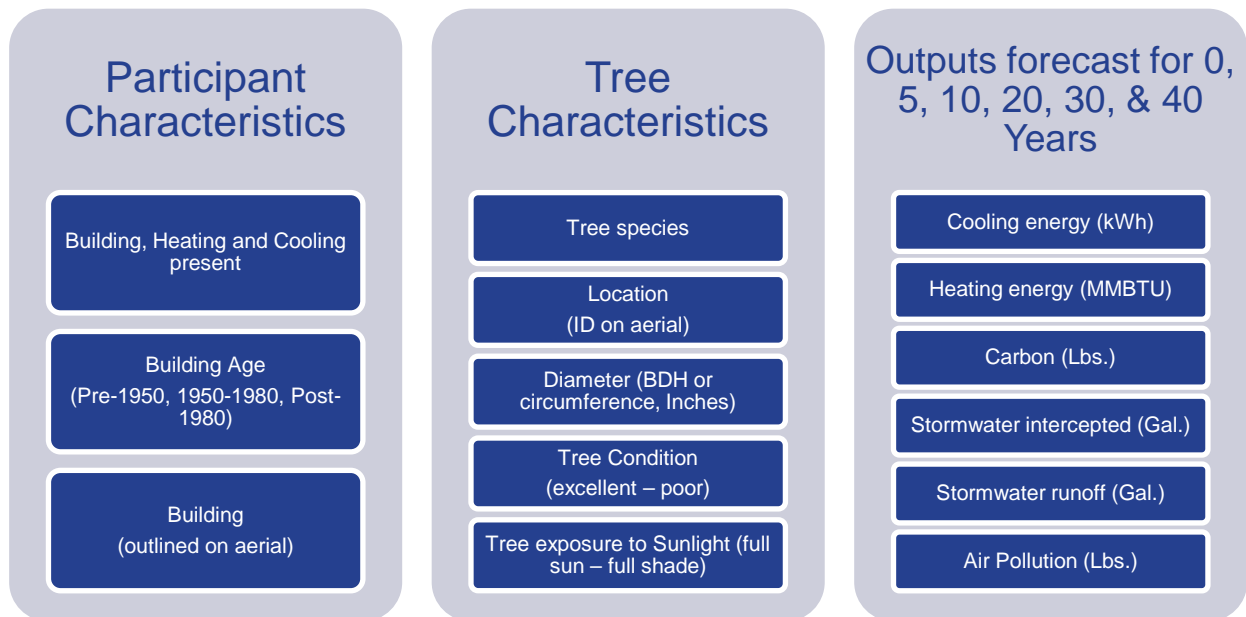 Participant
Characteristics
Building, Heating and Cooling
present
Building Age
(Pre-1950, 1950-1980, Post-
1980)
Building
(outlined on aerial)
Tree
Characteristics
Tree species
Location
(ID on aerial)
Diameter (BDH or
circumference, Inches)
Tree Condition
(excellent – poor)
Tree exposure to Sunlight (full
sun – full shade)
Outputs forecast for 0,
5, 10, 20, 30, & 40
Years
Cooling energy (kWh)
Heating energy (MMBTU)
Carbon (Lbs.)
Stormwater intercepted (Gal.)
Stormwater runoff (Gal.)
Air Pollution (Lbs.)